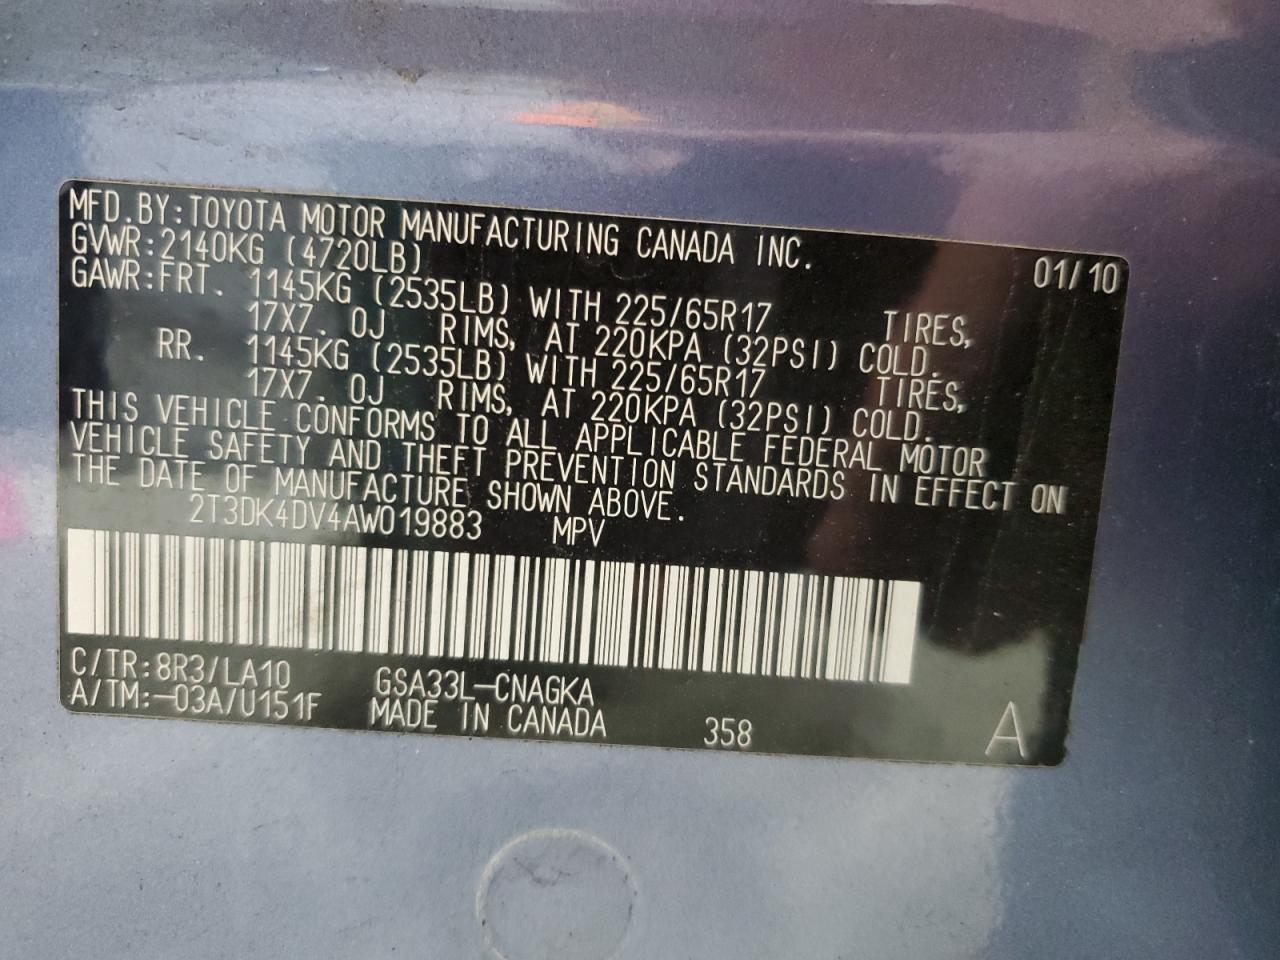 MFD.BY:TOYOTA MOTOR MANUFACTURING CANADA INC.
GVWR:2140KG (4720LB) 01/10
GAWR:FRT. 1145KG (2535LB) WITH 225/65R17 TIRES,
17X7.0J RIMS, AT 220KPA (32PSI) COLD.
RR. 1145KG (2535LB) WITH 225/65R17 TIRES,
17X7.0J RIMS, AT 220KPA (32PSI) COLD.
THIS VEHICLE CONFORMS TO ALL APPLICABLE FEDERAL MOTOR
VEHICLE SAFETY AND THEFT PREVENTION STANDARDS IN EFFECT ON
THE DATE OF MANUFACTURE SHOWN ABOVE.
2T3DK4DV4AW019883 MPV
C/TR:8R3/LA10 GSA33L-CNAGKA
A/TM:-03A/U151F MADE IN CANADA 358 A